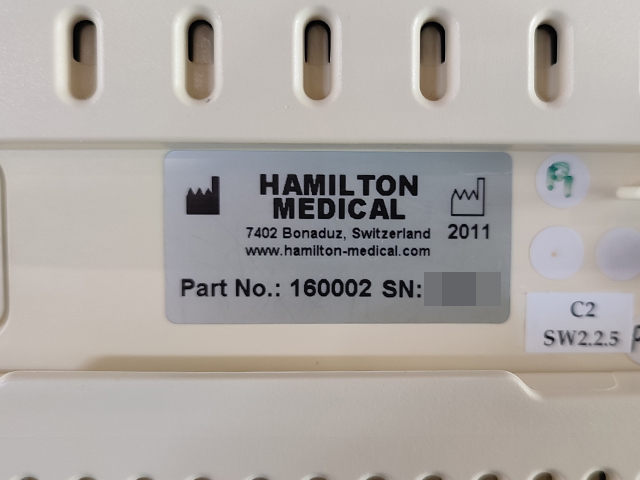 HAMILTON
MEDICAL
7402 Bonaduz, Switzerland
www.hamilton-medical.com
2011
Part No.: 160002 SN:
A
C2
SW2.2.5